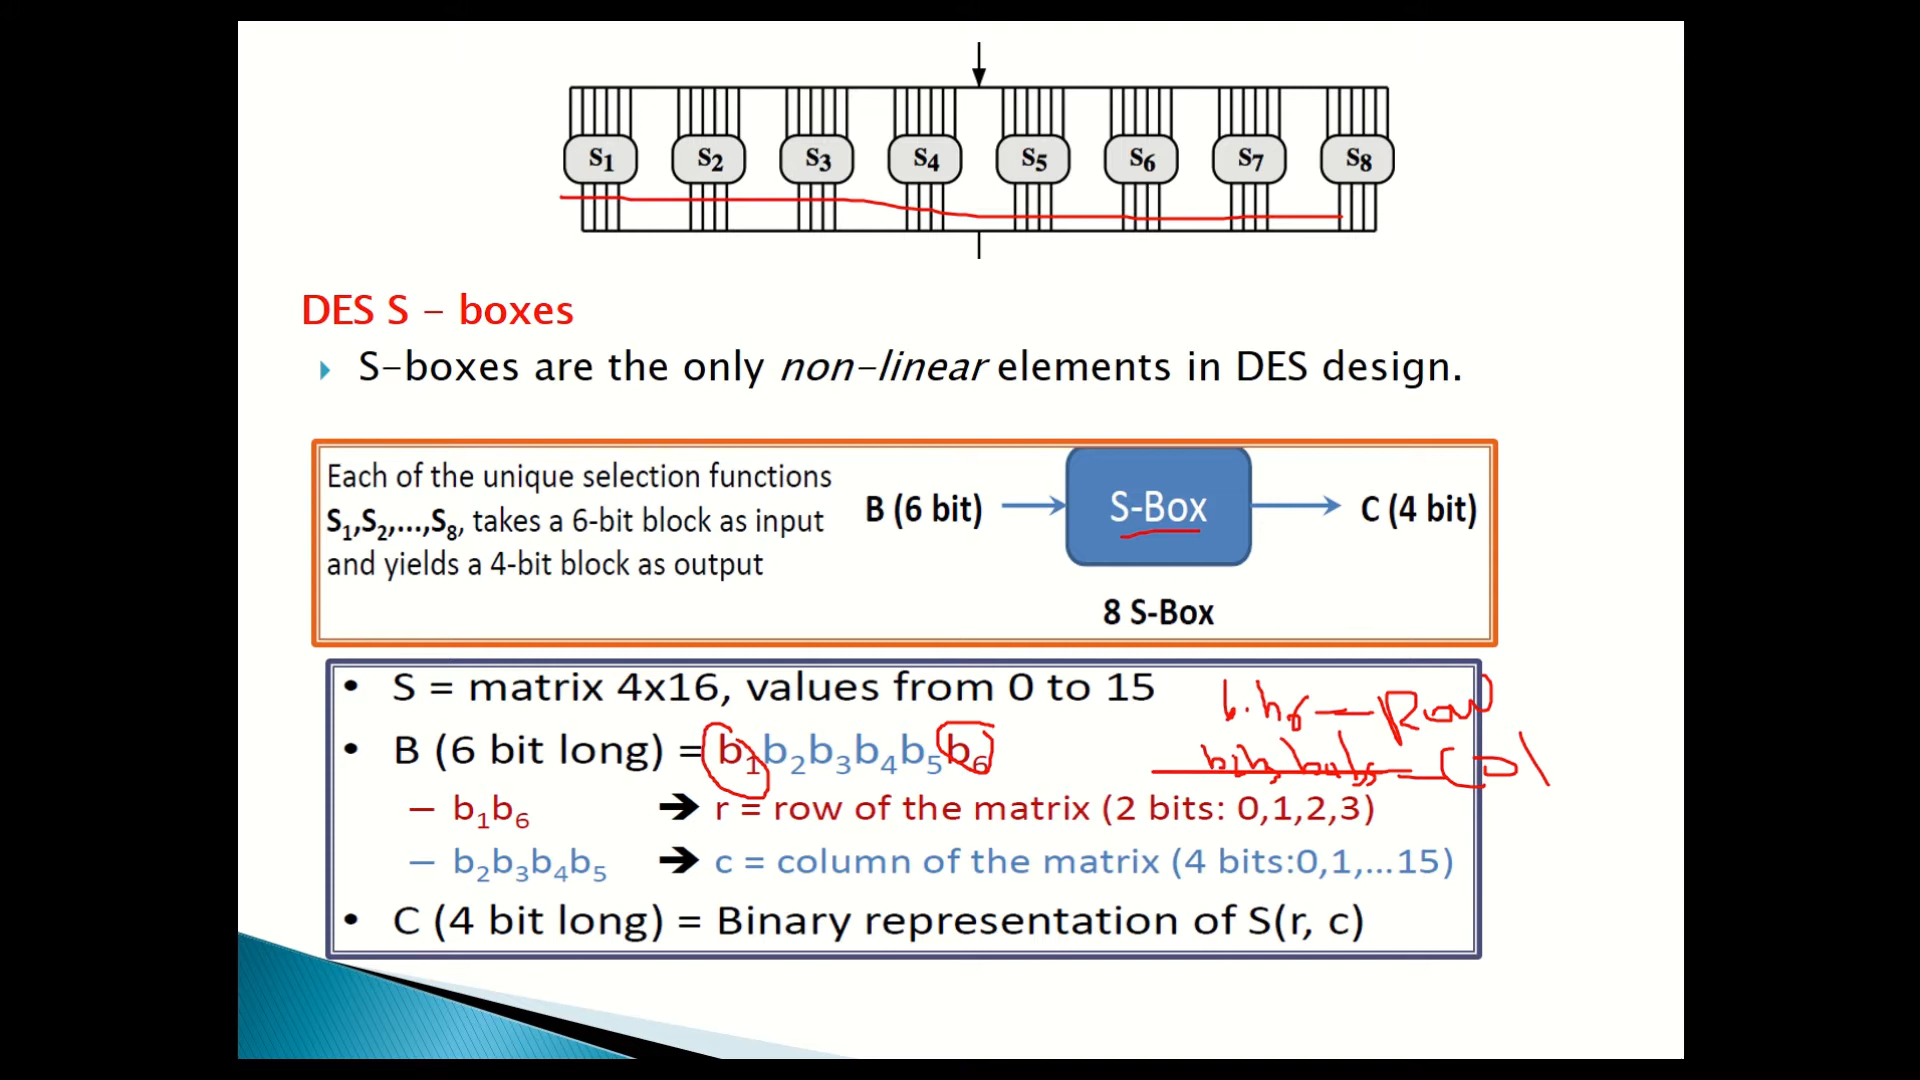 S1 S2 S3 S4 S5 S6 S7 S8
DES S – boxes
S–boxes are the only non–linear elements in DES design.
Each of the unique selection functions
S1,S2,...,S8, takes a 6-bit block as input
and yields a 4-bit block as output
B (6 bit) S-Box C (4 bit)
8 S-Box
• S = matrix 4x16, values from 0 to 15
b1b6 — Row
• B (6 bit long) = b1b2b3b4b5b6
b2b3b4b5 — Col
– b1b6 ➔ r = row of the matrix (2 bits: 0,1,2,3)
– b2b3b4b5 ➔ c = column of the matrix (4 bits:0,1,...15)
• C (4 bit long) = Binary representation of S(r, c)